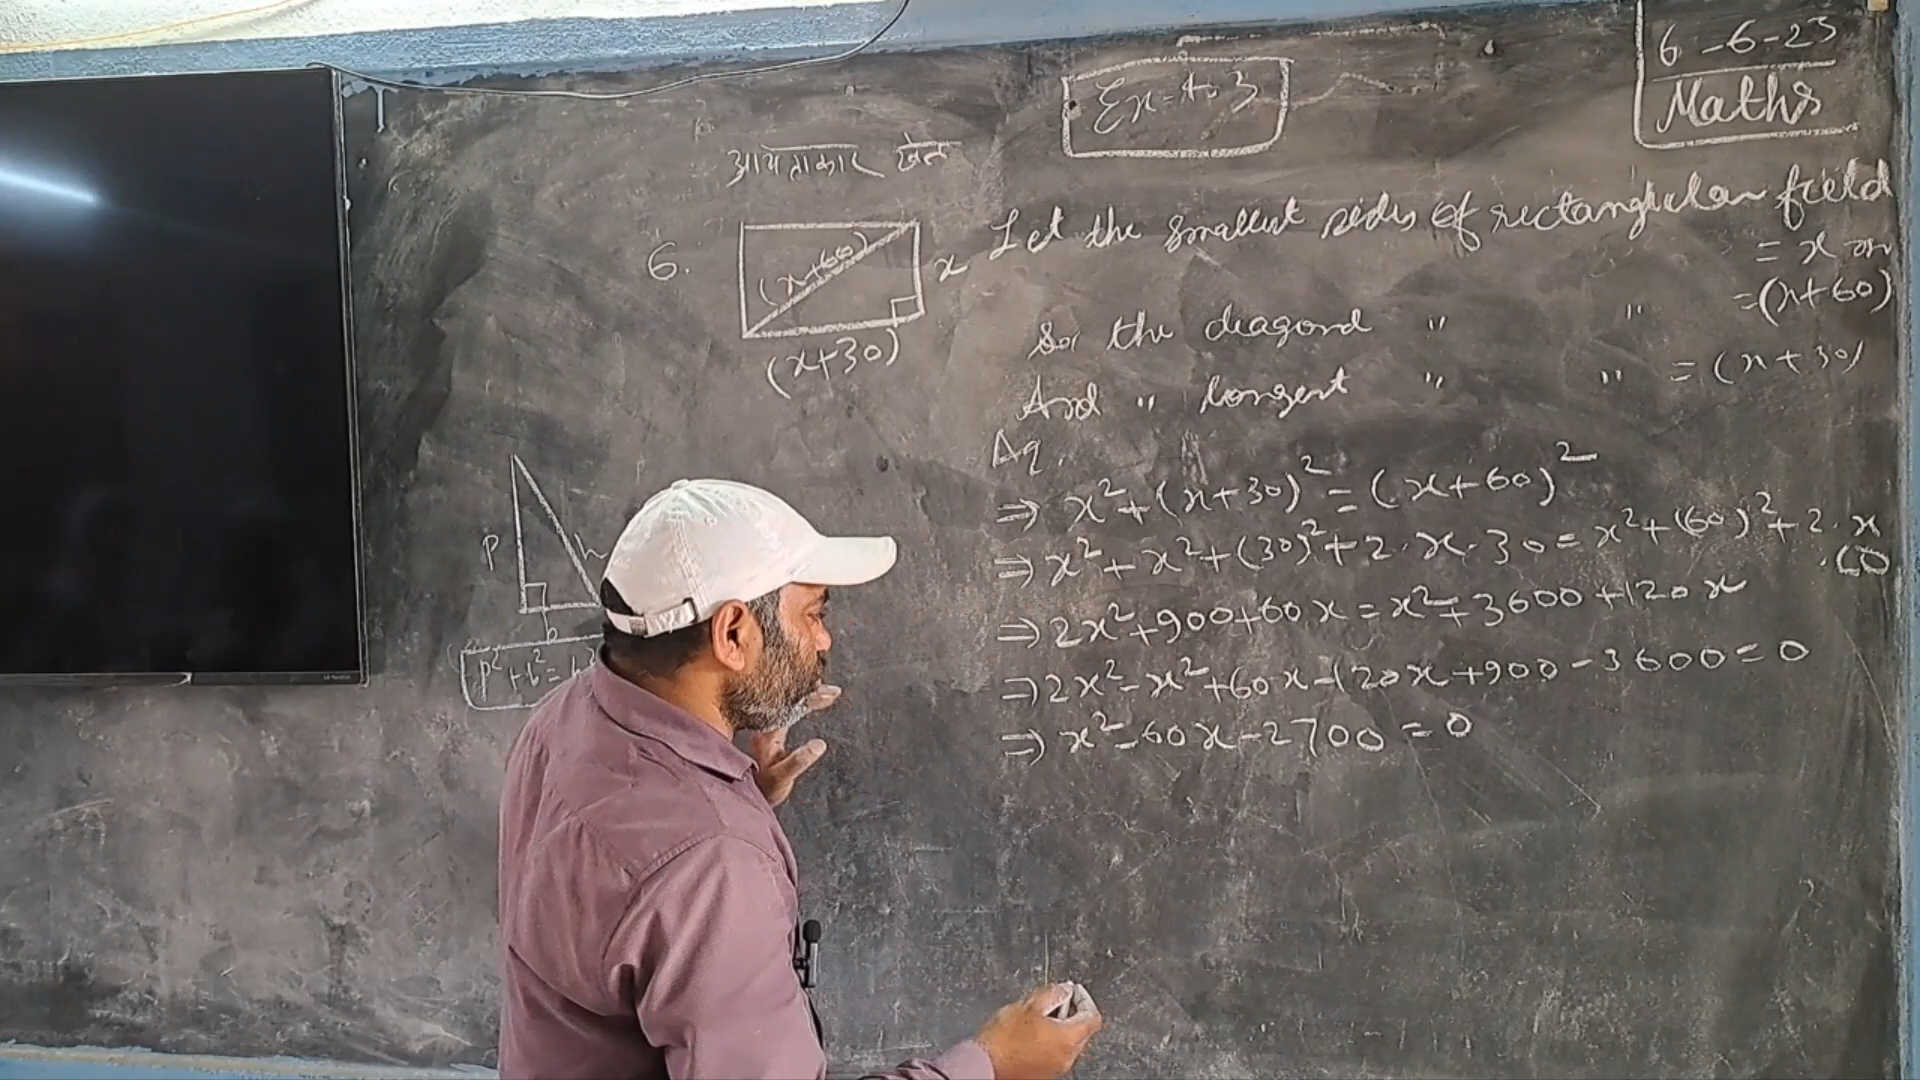 6-6-23
Maths
Ex-4.3
आयताकार खेत
6.
(x+60)
x
(x+30)
Let the smallest sides of rectangular field
= x m
So, the diagonal " " =(x+60)
And " longest " " =(x+30)
Aq.
⇒ x²+(x+30)²=(x+60)²
⇒ x²+x²+(30)²+2.x.30=x²+(60)²+2.x
.60
⇒ 2x²+900+60x=x²+3600+120x
⇒ 2x²-x²+60x-120x+900-3600=0
⇒ x²-60x-2700=0
P
h
b
p²+b²=h²